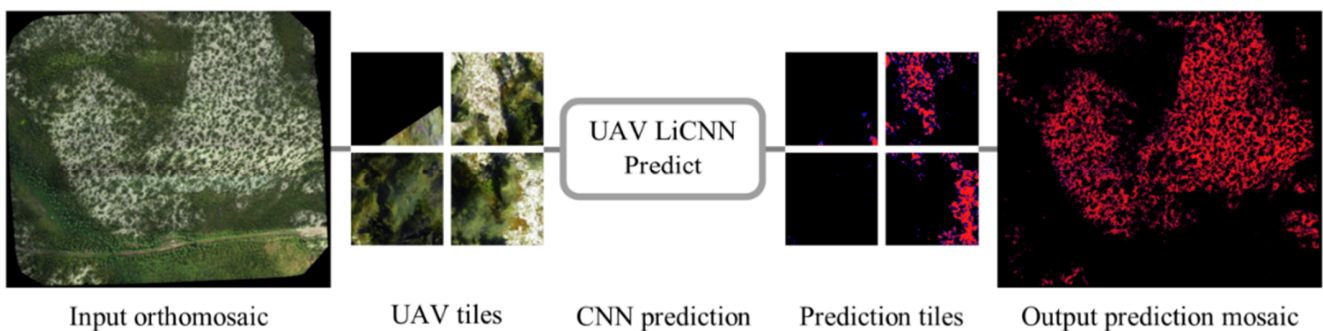 UAV LiCNN
Predict
Input orthomosaic
UAV tiles
CNN prediction
Prediction tiles
Output prediction mosaic